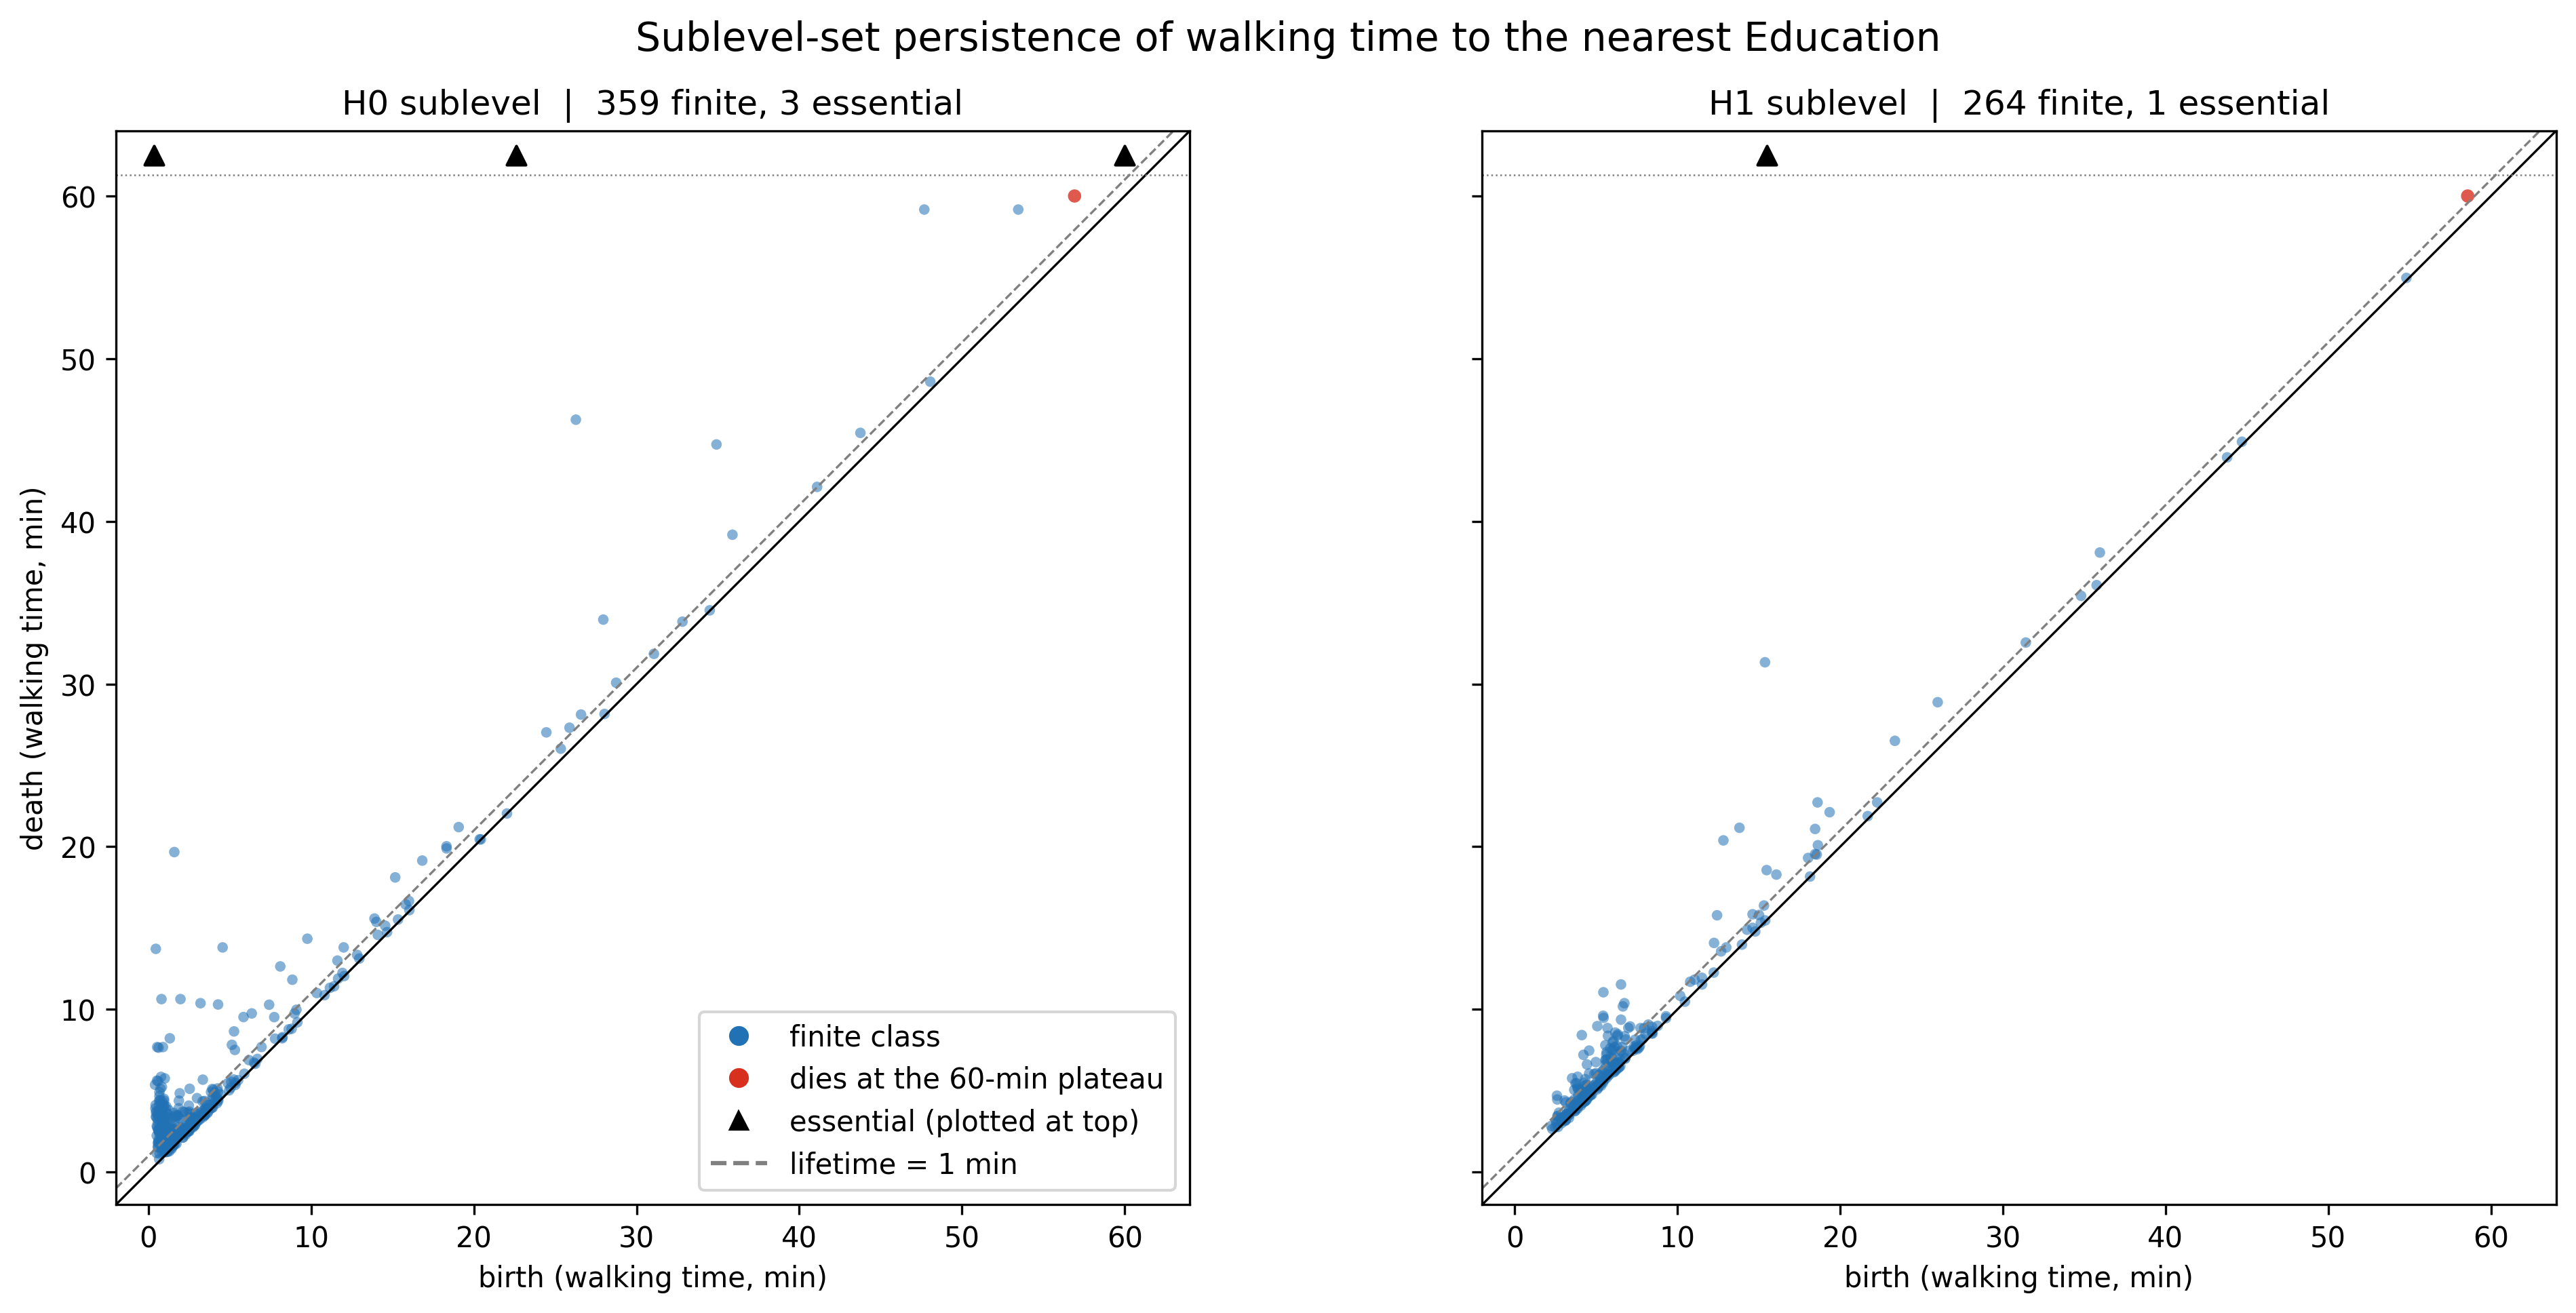 Sublevel-set persistence of walking time to the nearest Education
H0 sublevel | 359 finite, 3 essential
death (walking time, min)
60
50
40
30
20
10
0
finite class
dies at the 60-min plateau
essential (plotted at top)
lifetime = 1 min
0 10 20 30 40 50 60
birth (walking time, min)
H1 sublevel | 264 finite, 1 essential
0 10 20 30 40 50 60
birth (walking time, min)